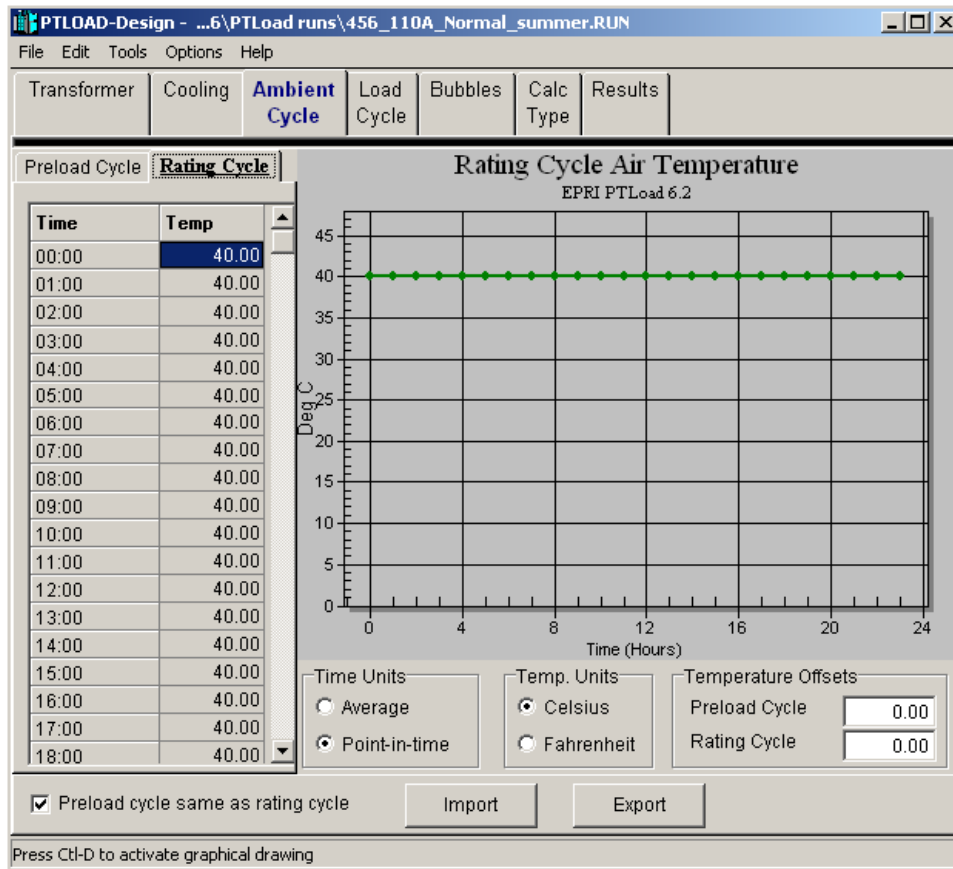 PTLOAD-Design - ...6\PTLoad runs\456_110A_Normal_summer.RUN
File Edit Tools Options Help
Transformer Cooling Ambient Cycle Load Cycle Bubbles Calc Type Results
Preload Cycle Rating Cycle
Time Temp
00:00 40.00
01:00 40.00
02:00 40.00
03:00 40.00
04:00 40.00
05:00 40.00
06:00 40.00
07:00 40.00
08:00 40.00
09:00 40.00
10:00 40.00
11:00 40.00
12:00 40.00
13:00 40.00
14:00 40.00
15:00 40.00
16:00 40.00
17:00 40.00
18:00 40.00
Rating Cycle Air Temperature
EPRI PTLoad 6.2
Deg C
45
40
35
30
25
20
15
10
5
0
0 4 8 12 16 20 24
Time (Hours)
Time Units
Average
Point-in-time
Temp. Units
Celsius
Fahrenheit
Temperature Offsets
Preload Cycle 0.00
Rating Cycle 0.00
Preload cycle same as rating cycle
Import Export
Press Ctl-D to activate graphical drawing